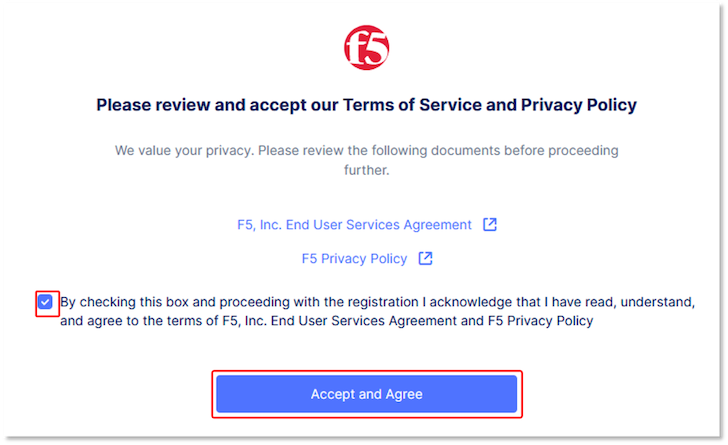 f5
Please review and accept our Terms of Service and Privacy Policy
We value your privacy. Please review the following documents before proceeding
further.
F5, Inc. End User Services Agreement
F5 Privacy Policy
By checking this box and proceeding with the registration I acknowledge that I have read, understand,
and agree to the terms of F5, Inc. End User Services Agreement and F5 Privacy Policy
Accept and Agree